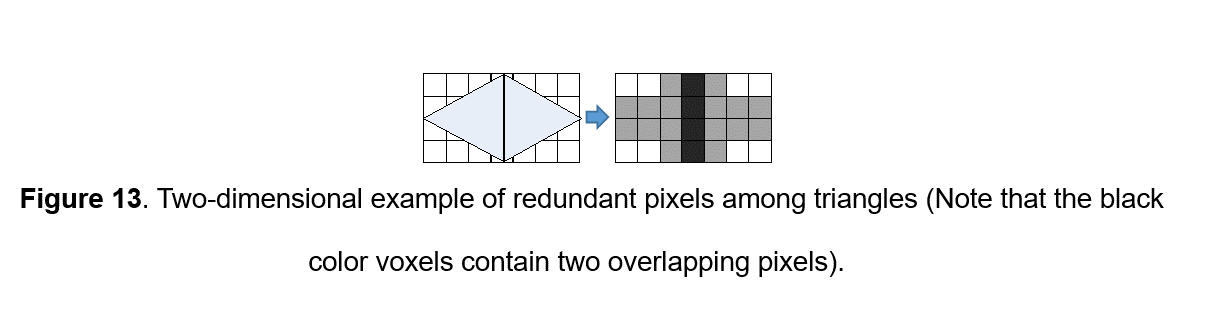 Figure 13. Two-dimensional example of redundant pixels among triangles (Note that the black
color voxels contain two overlapping pixels).